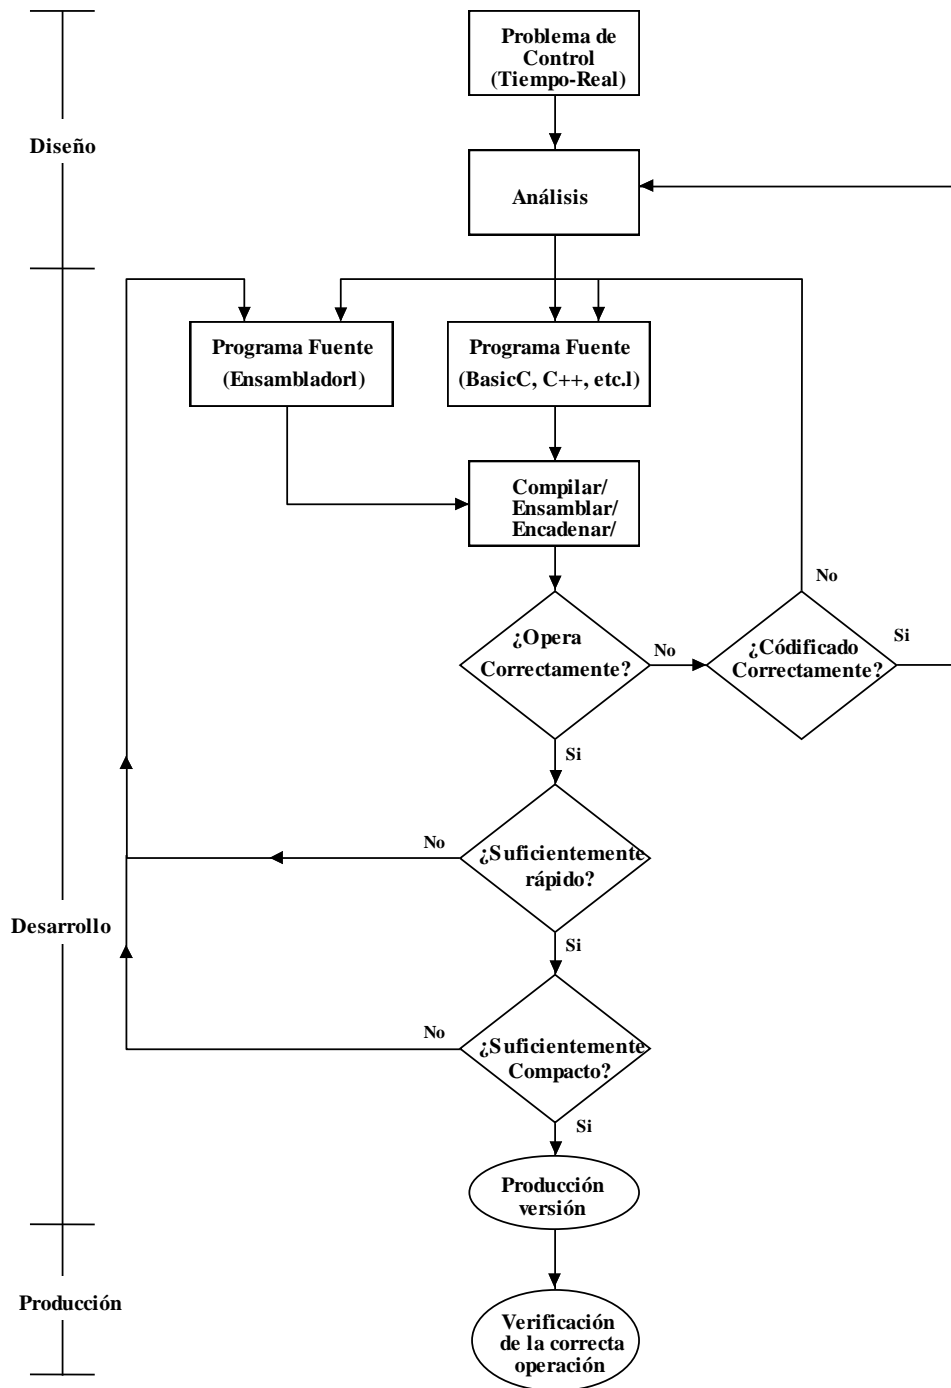 Problema de
Control
(Tiempo-Real)
Diseño
Análisis
Programa Fuente
(Ensambladorl)
Programa Fuente
(BasicC, C++, etc.l)
Compilar/
Ensamblar/
Encadenar/
No
¿Opera
Correctamente?
No
¿Códificado
Correctamente?
Si
Si
No
¿Suficientemente
rápido?
Desarrollo
Si
No
¿Suficientemente
Compacto?
Si
Producción
versión
Producción
Verificación
de la correcta
operación